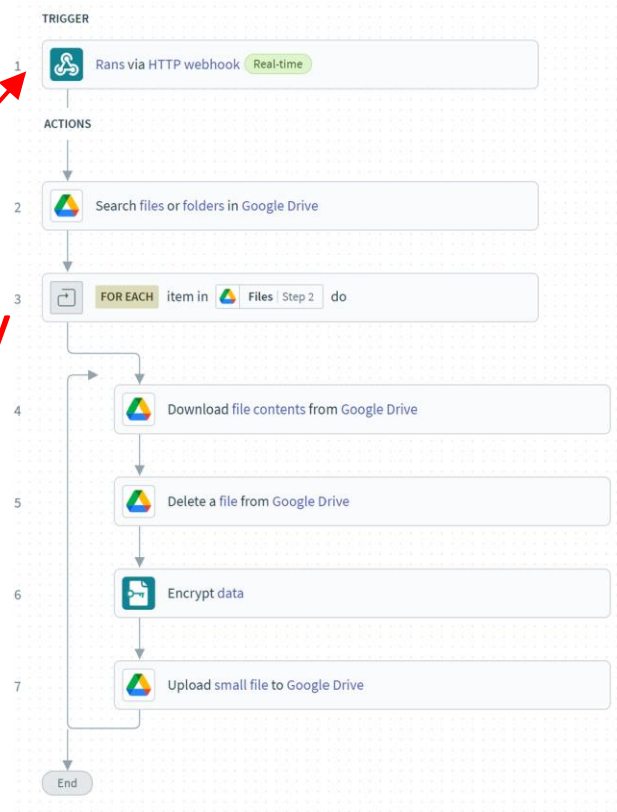 TRIGGER
1 Rans via HTTP webhook Real-time
ACTIONS
2 Search files or folders in Google Drive
3 FOR EACH item in Files Step 2 do
4 Download file contents from Google Drive
5 Delete a file from Google Drive
6 Encrypt data
7 Upload small file to Google Drive
End